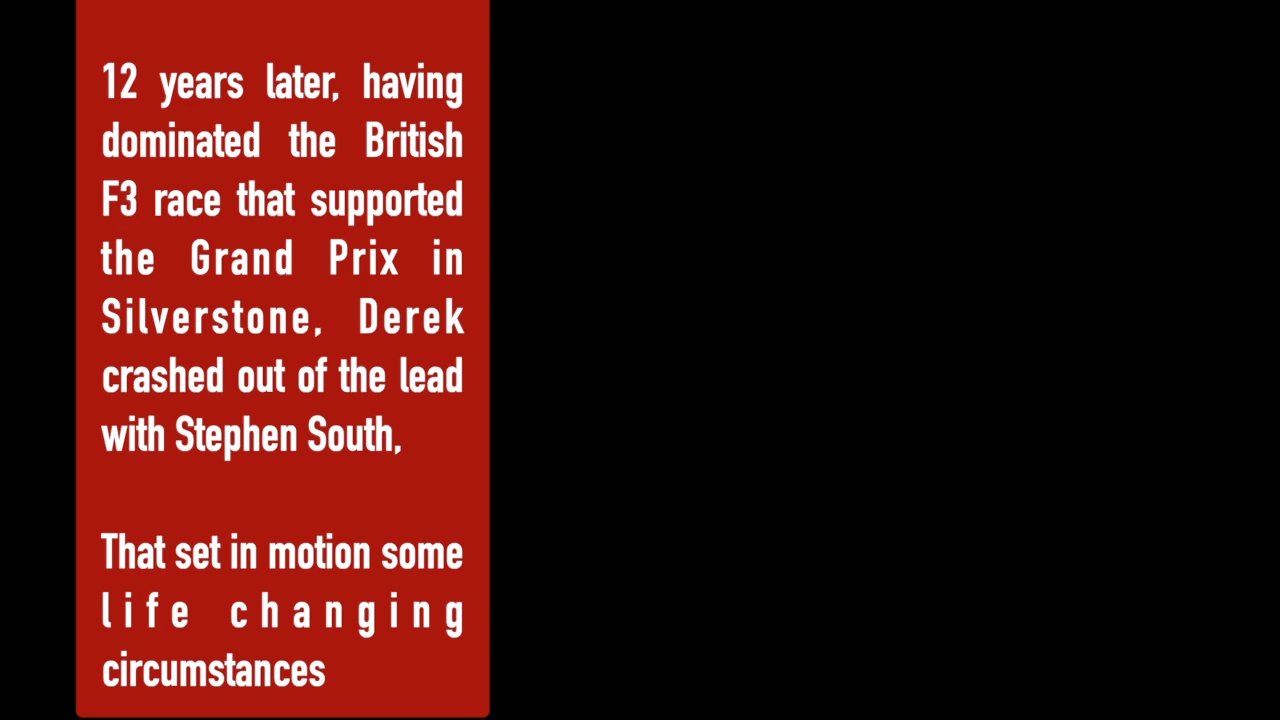 12 years later, having
dominated the British
F3 race that supported
the Grand Prix in
Silverstone, Derek
crashed out of the lead
with Stephen South,
That set in motion some
life changing
circumstances